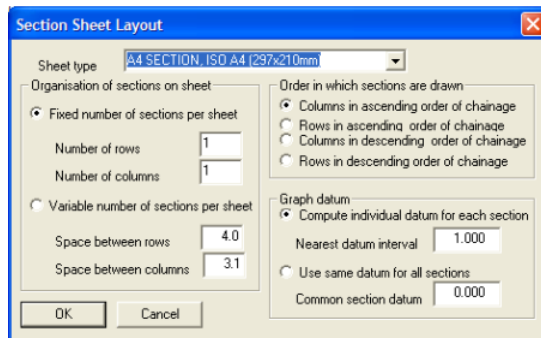 Section Sheet Layout
Sheet type
A4 SECTION, ISO A4 (297x210mm)
Organisation of sections on sheet
Fixed number of sections per sheet
Number of rows 1
Number of columns 1
Variable number of sections per sheet
Space between rows 4.0
Space between columns 3.1
OK
Cancel
Order in which sections are drawn
Columns in ascending order of chainage
Rows in ascending order of chainage
Columns in descending order of chainage
Rows in descending order of chainage
Graph datum
Compute individual datum for each section
Nearest datum interval 1.000
Use same datum for all sections
Common section datum 0.000